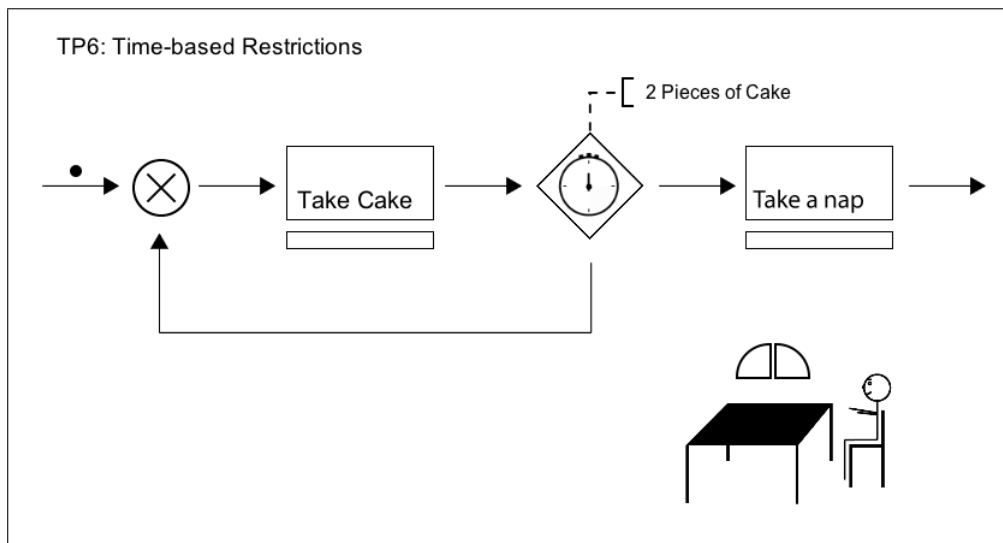 TP6: Time-based Restrictions
2 Pieces of Cake
Take Cake
Take a nap